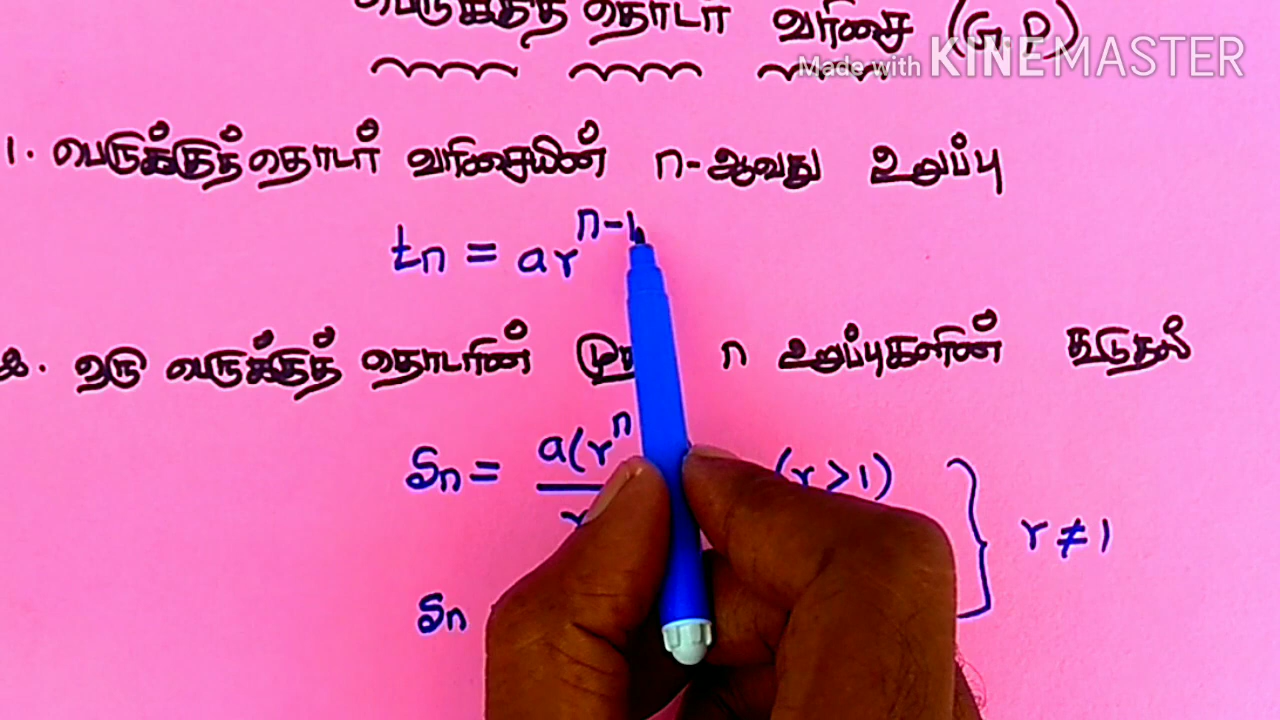 பெருக்குத் தொடர் வரிசை (G P)
Made with KINEMASTER
1. பெருக்குத்தொடர் வரிசையின் n-ஆவது உறுப்பு
tn = ar^n-1
2. ஒரு பெருக்குத் தொடரின் n உறுப்புகளின் கூடுதல்
Sn = a(r^n (r > 1)
r ≠ 1
Sn